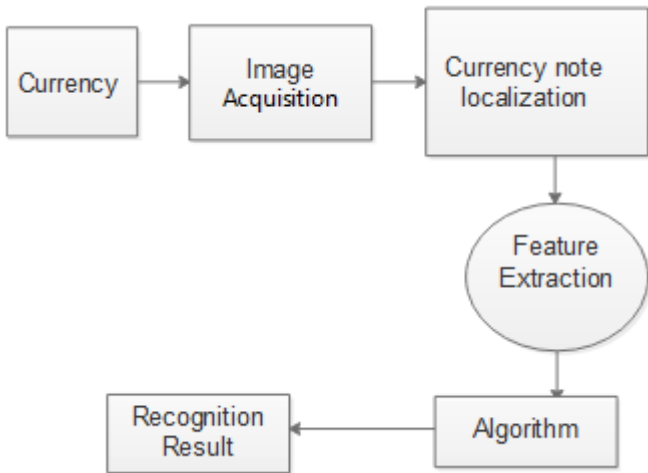 Currency
Image
Acquisition
Currency note
localization
Feature
Extraction
Algorithm
Recognition
Result